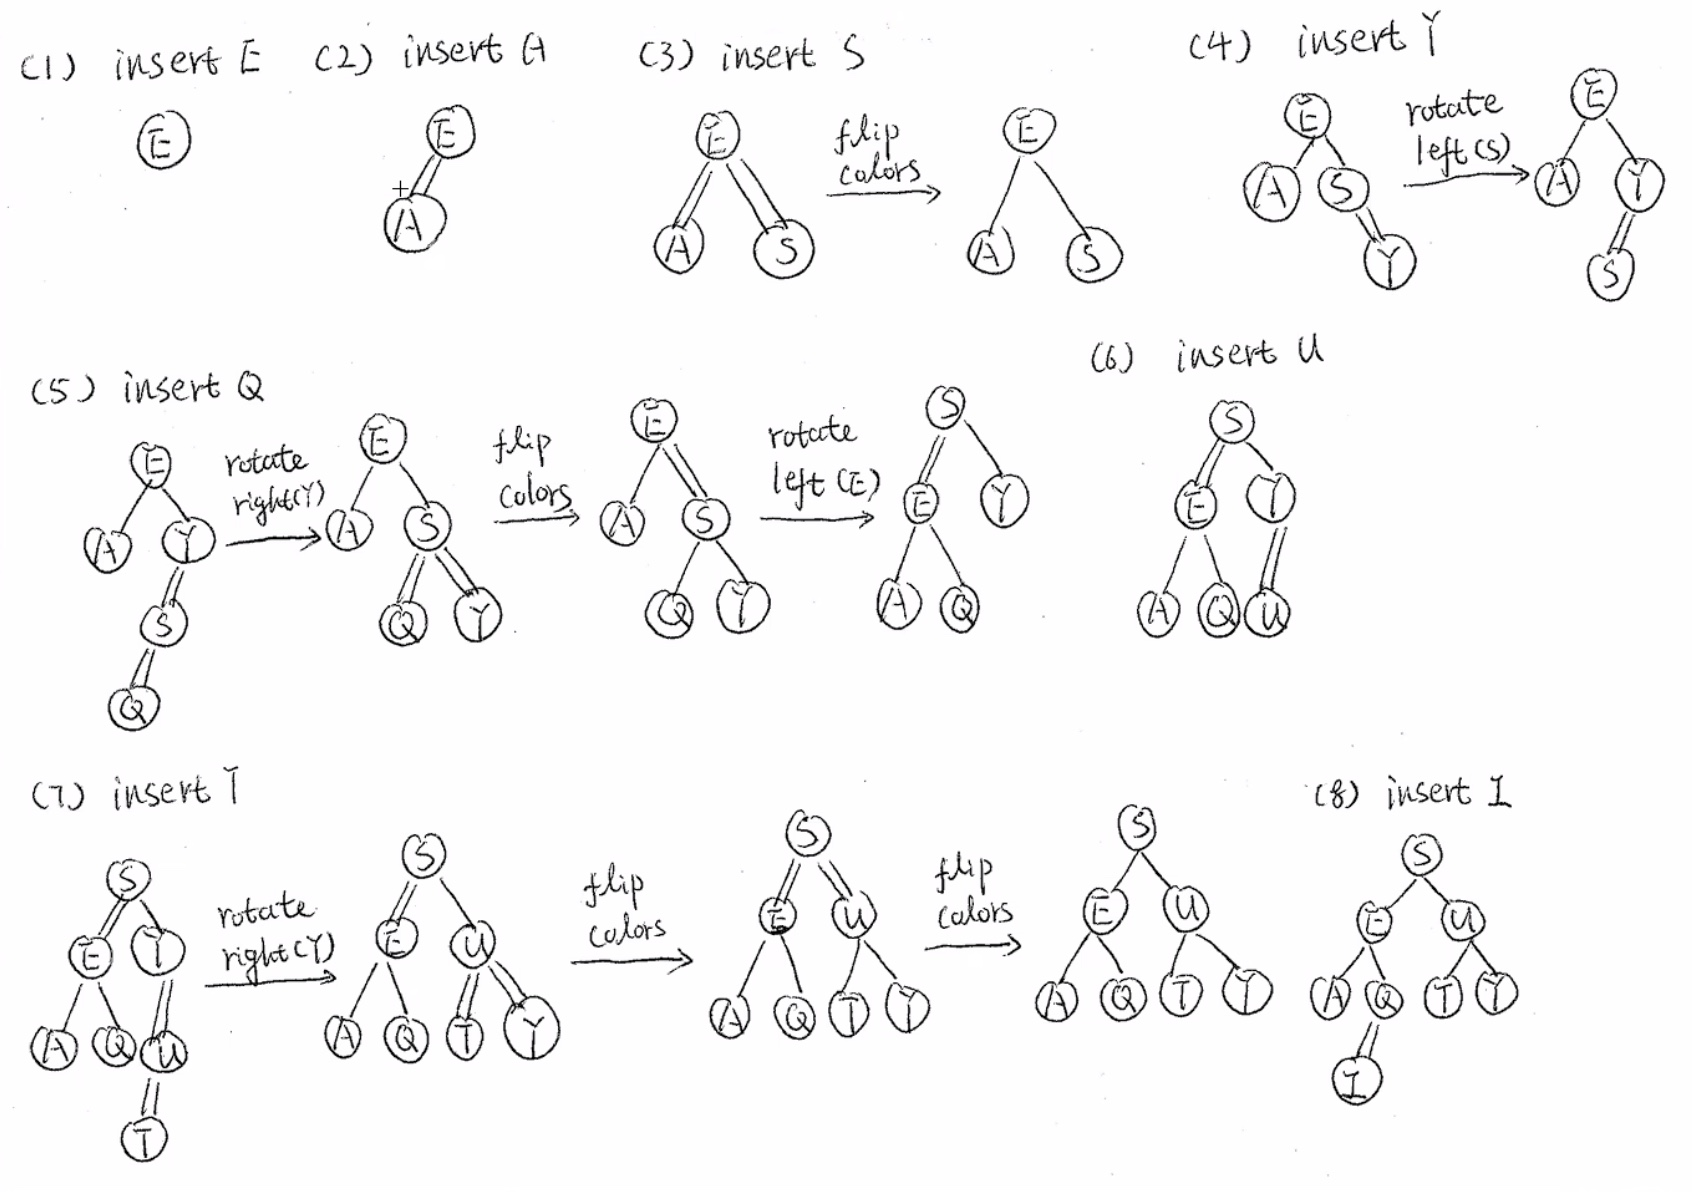 (1) insert E
E
(2) insert A
E
A
(3) insert S
E
A S
flip
colors
E
A S
(4) insert Y
E
A S
Y
rotate
left(S)
E
A Y
S
(5) insert Q
E
A Y
S
Q
rotate
right(Y)
E
A S
Q Y
flip
colors
E
A S
Q Y
rotate
left(E)
S
E Y
A Q
(6) insert U
S
E Y
A Q U
(7) insert T
S
E Y
A Q U
T
rotate
right(Y)
S
E U
A Q T Y
flip
colors
S
E U
A Q T Y
flip
colors
S
E U
A Q T Y
(8) insert I
S
E U
A Q T Y
I